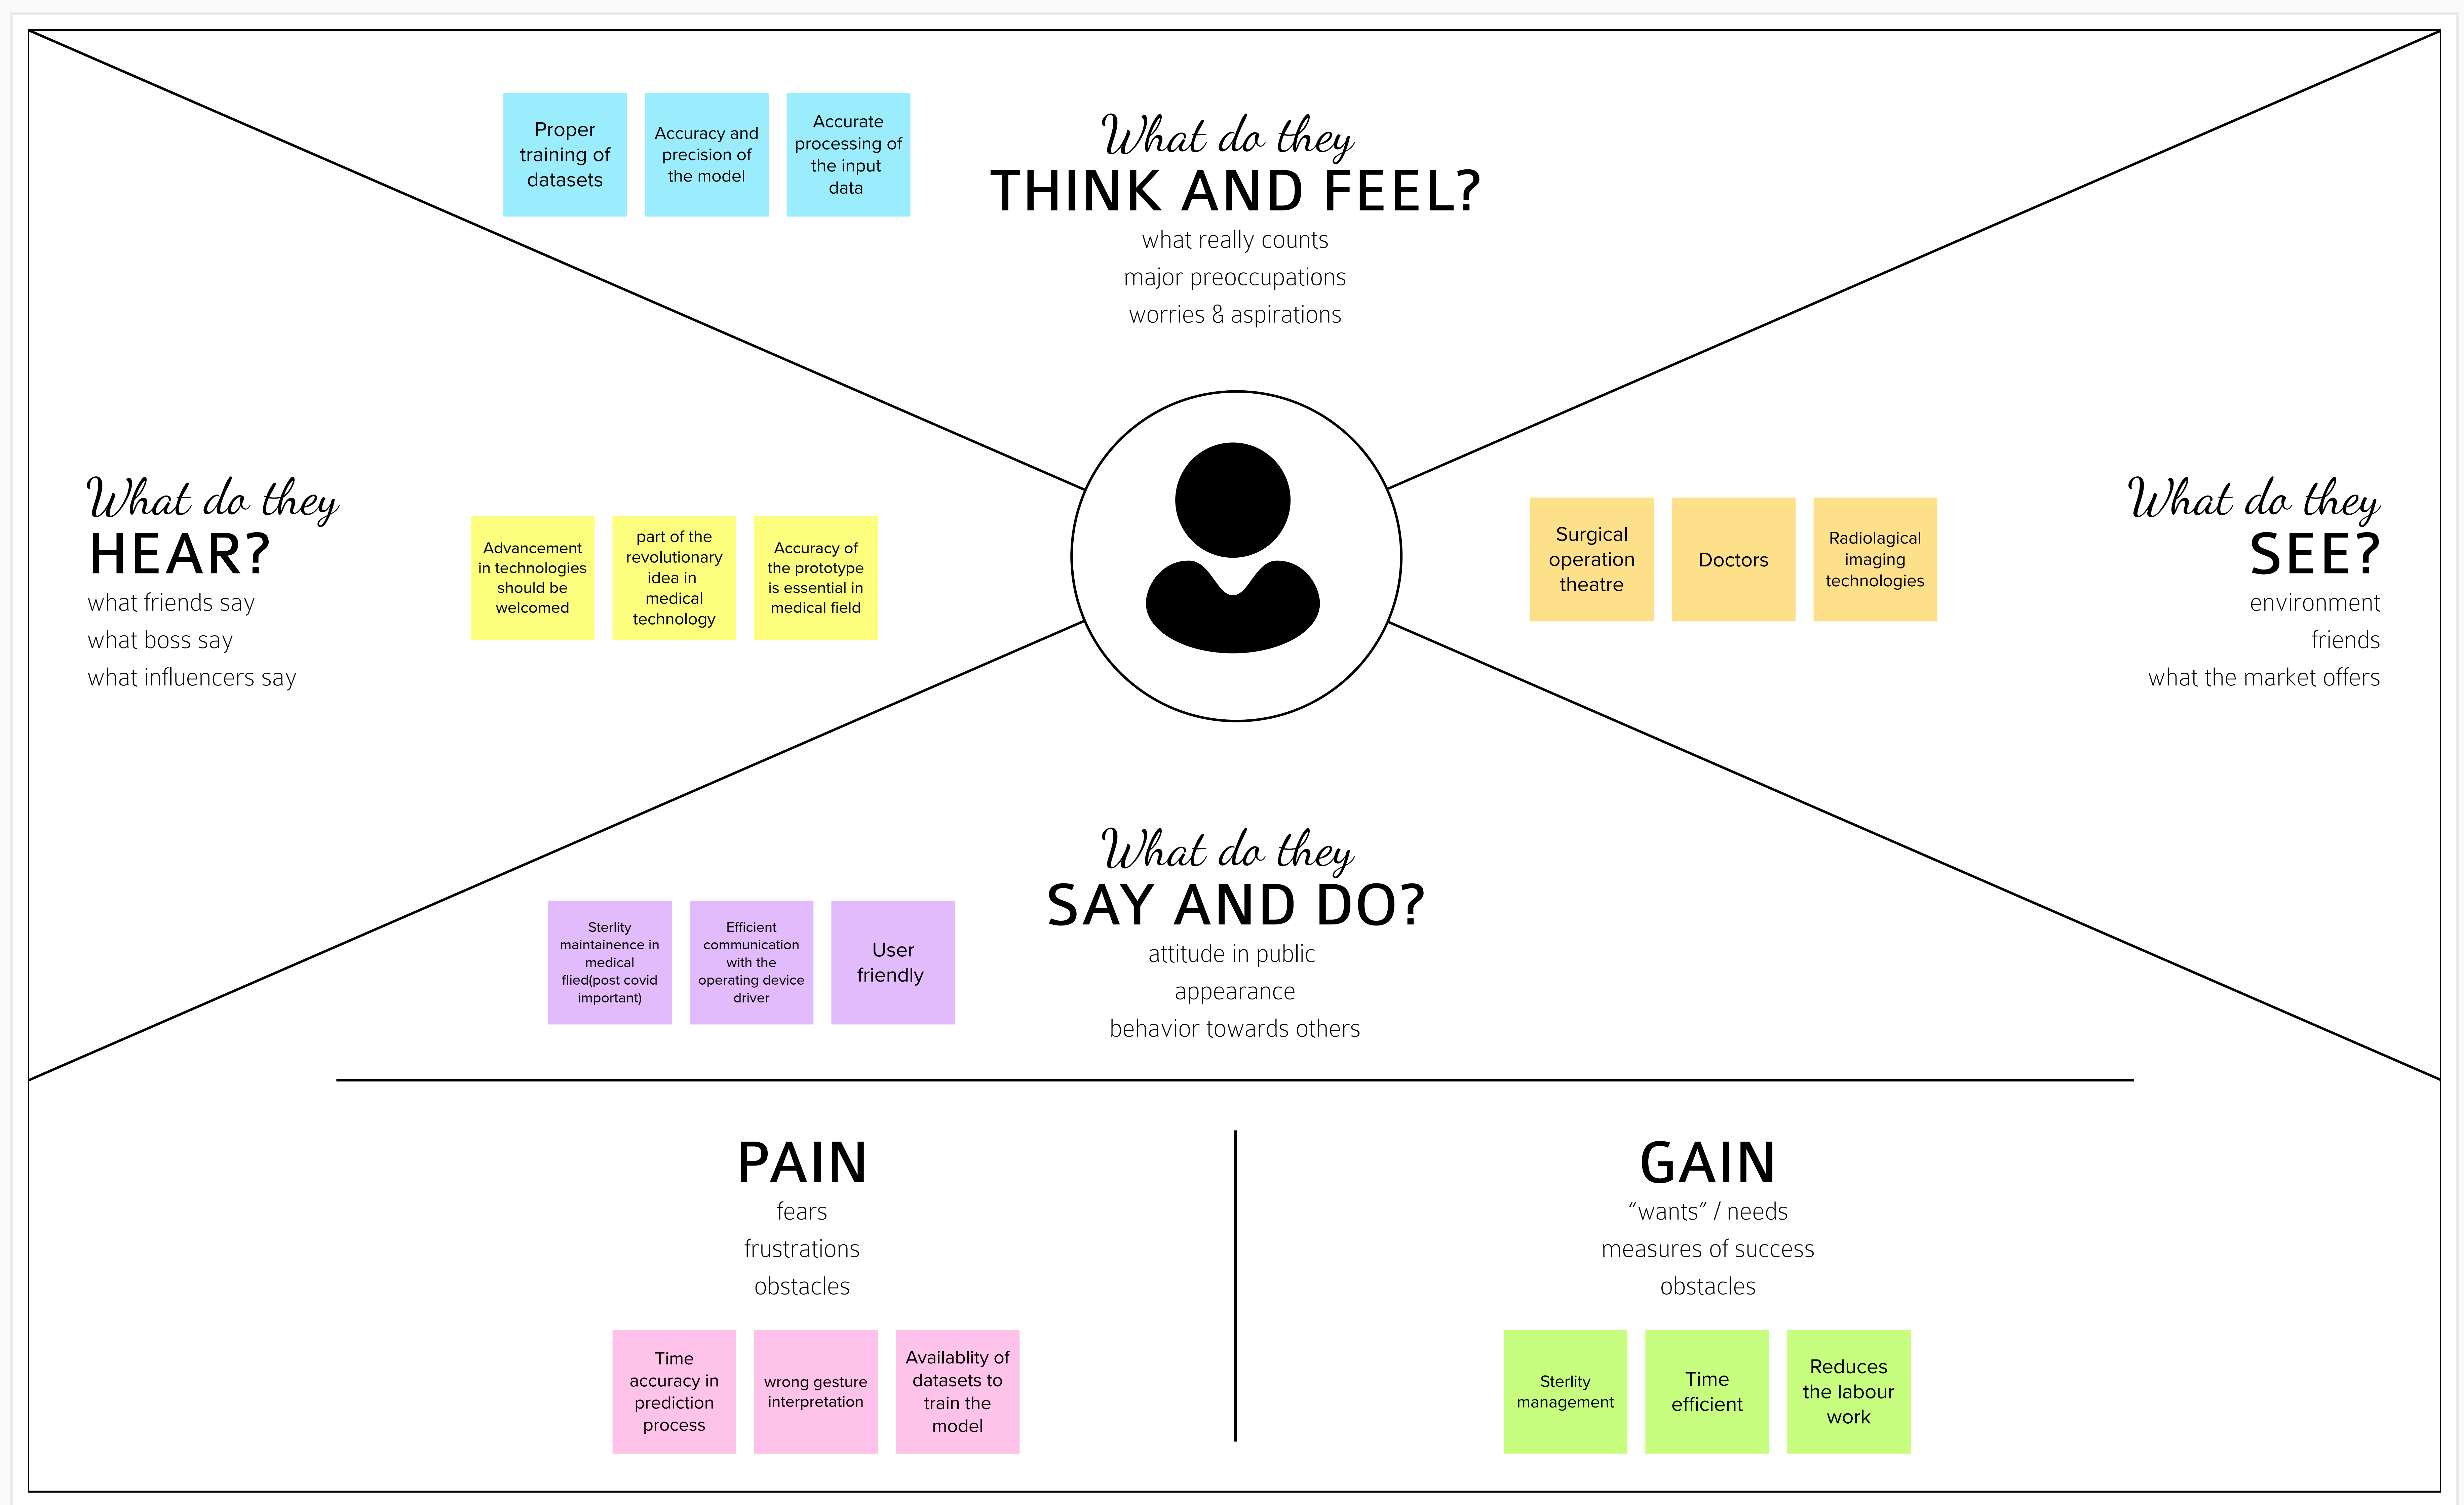 Proper
training of
datasets
Accuracy and
precision of
the model
Accurate
processing of
the input
data
What do they
THINK AND FEEL?
what really counts
major preoccupations
worries & aspirations
What do they
HEAR?
what friends say
what boss say
what influencers say
Advancement
in technologies
should be
welcomed
part of the
revolutionary
idea in
medical
technology
Accuracy of
the prototype
is essential in
medical field
Surgical
operation
theatre
Doctors
Radiolagical
imaging
technologies
What do they
SEE?
environment
friends
what the market offers
What do they
SAY AND DO?
attitude in public
appearance
behavior towards others
Sterlity
maintainence in
medical
flied(post covid
important)
Efficient
communication
with the
operating device
driver
User
friendly
PAIN
fears
frustrations
obstacles
Time
accuracy in
prediction
process
wrong gesture
interpretation
Availablity of
datasets to
train the
model
GAIN
“wants” / needs
measures of success
obstacles
Sterlity
management
Time
efficient
Reduces
the labour
work